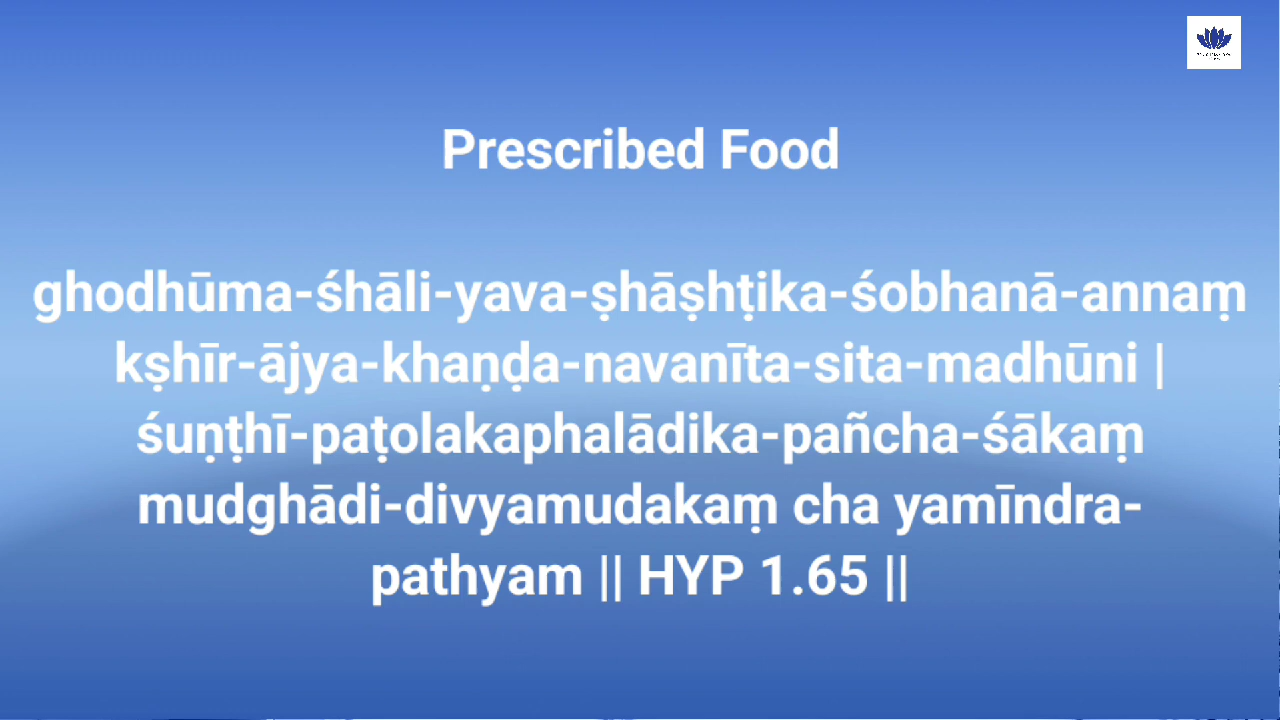 Prescribed Food
ghodhūma-śhāli-yava-ṣhāṣhṭika-śobhanā-annaṃ
kṣhīr-ājya-khaṇḍa-navanīta-sita-madhūni |
śuṇṭhī-paṭolakaphalādika-pañcha-śākaṃ
mudghādi-divyamudakaṃ cha yamīndra-
pathyam || HYP 1.65 ||